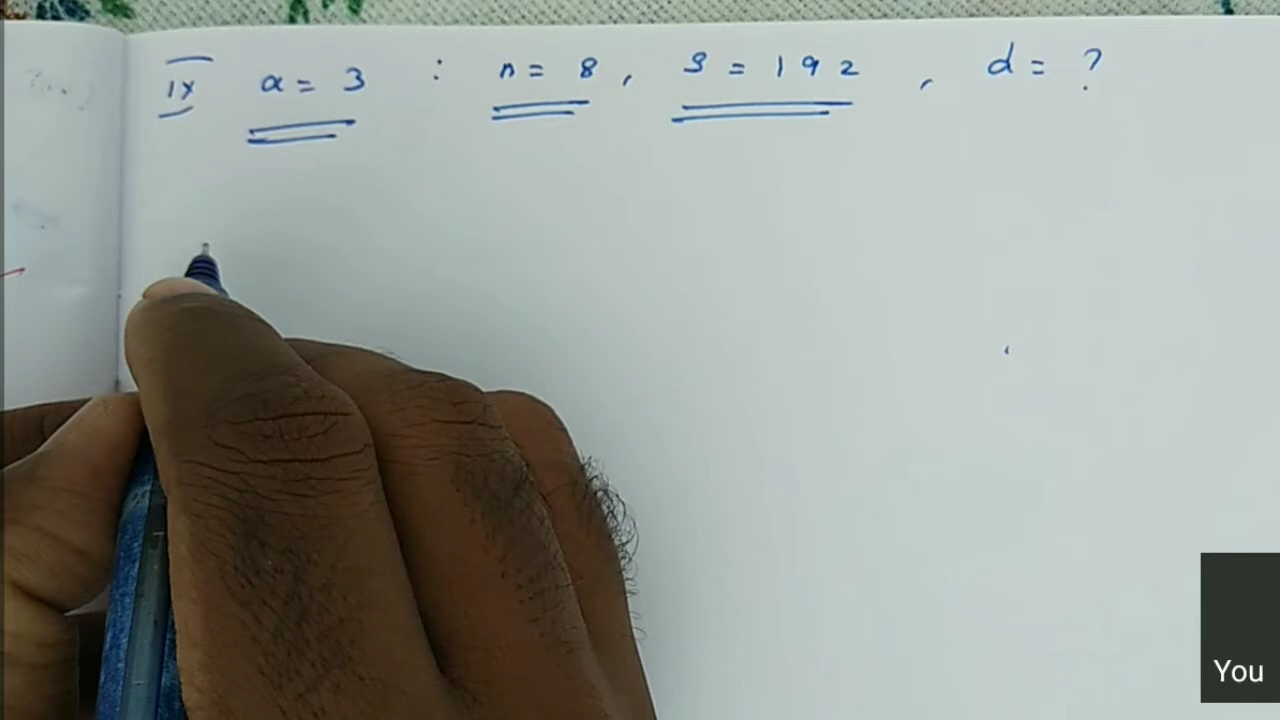 ix a = 3 : n = 8, S = 192, d = ?
You